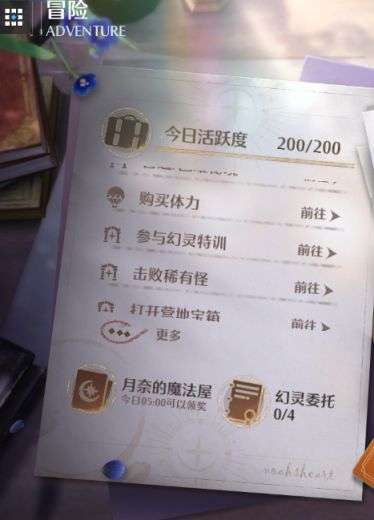 冒险
ADVENTURE
今日活跃度 200/200
购买体力 前往
参与幻灵特训 前往
击败稀有怪 前往
打开营地宝箱 前往
更多
月奈的魔法屋
今日05:00可以领奖
幻灵委托
0/4
noahsheart